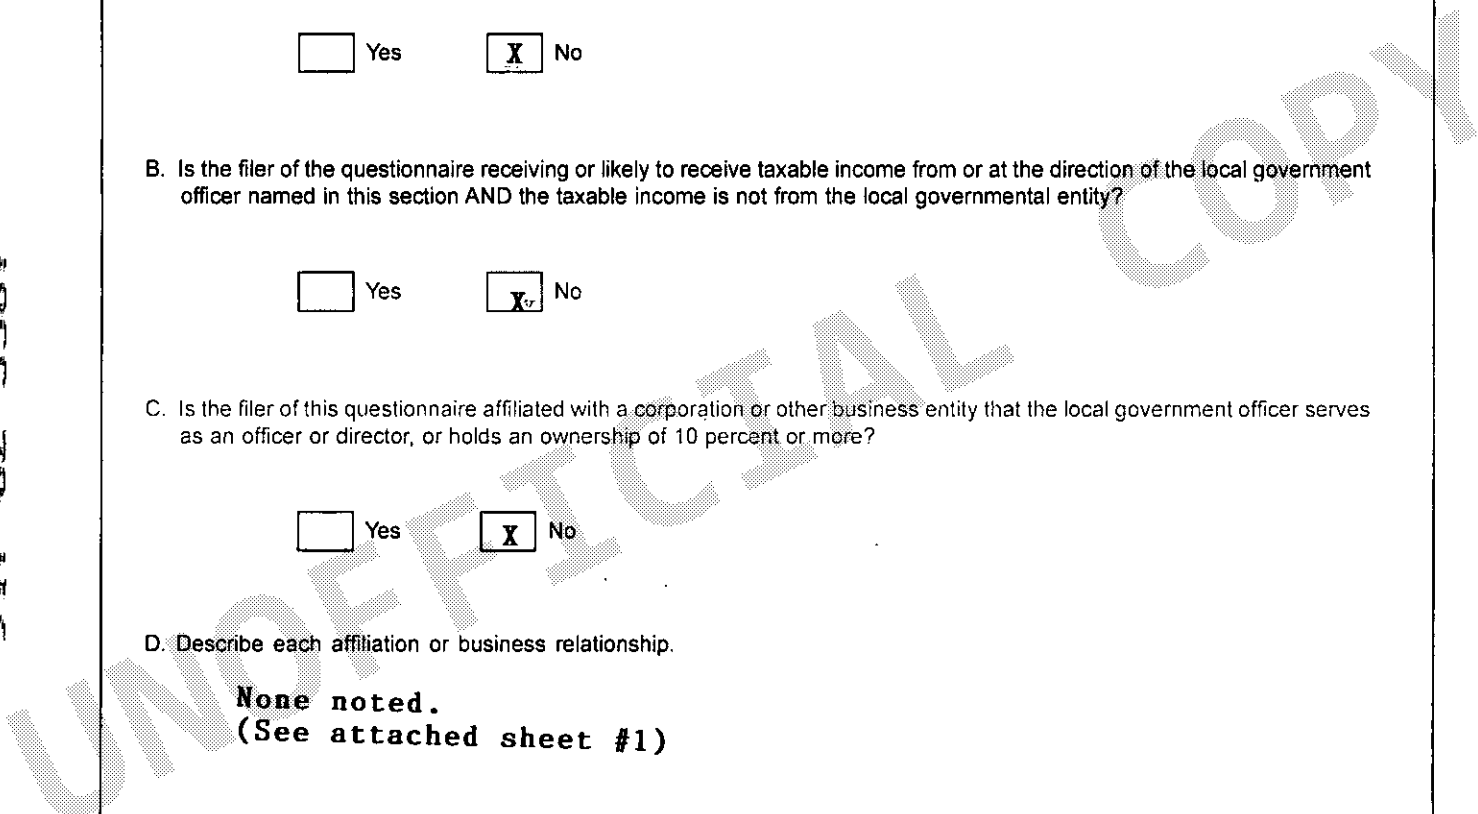 Yes X No
B. Is the filer of the questionnaire receiving or likely to receive taxable income from or at the direction of the local government
officer named in this section AND the taxable income is not from the local governmental entity?
Yes X No
C. Is the filer of this questionnaire affiliated with a corporation or other business entity that the local government officer serves
as an officer or director, or holds an ownership of 10 percent or more?
Yes X No
D. Describe each affiliation or business relationship.
None noted.
(See attached sheet #1)
UNOFFICIAL COPY